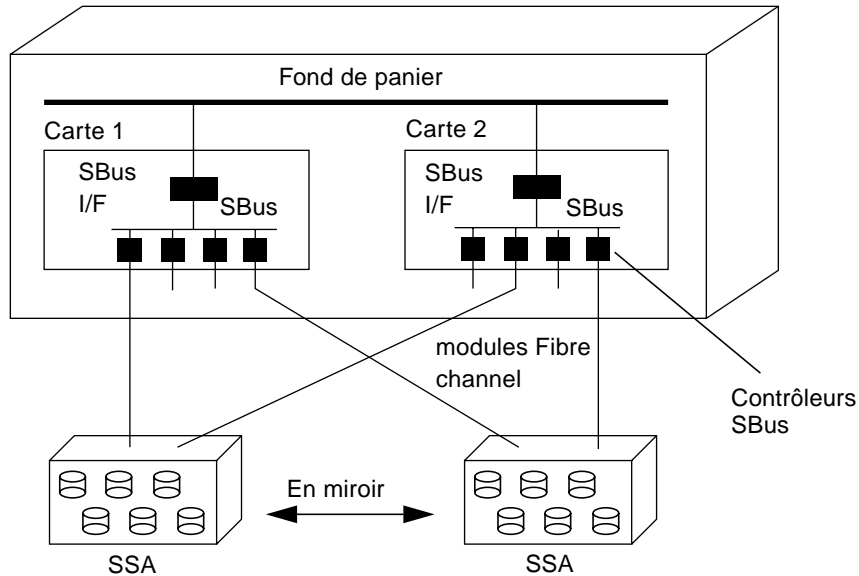 Fond de panier
Carte 1
Carte 2
SBus
I/F
SBus
SBus
I/F
SBus
modules Fibre
channel
Contrôleurs
SBus
En miroir
SSA
SSA